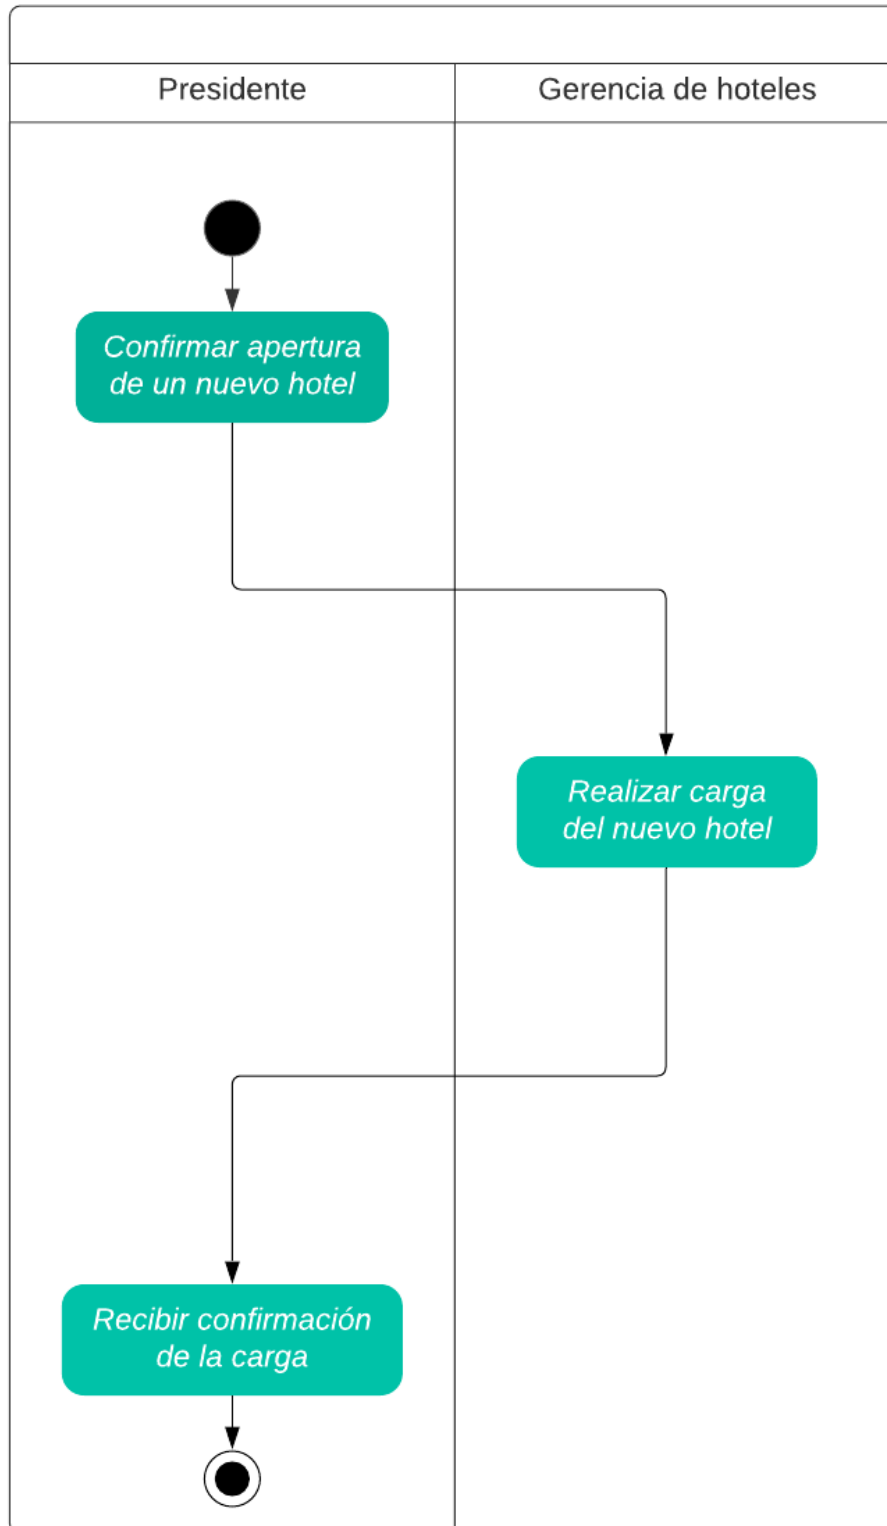 Presidente
Gerencia de hoteles
Confirmar apertura
de un nuevo hotel
Realizar carga
del nuevo hotel
Recibir confirmación
de la carga